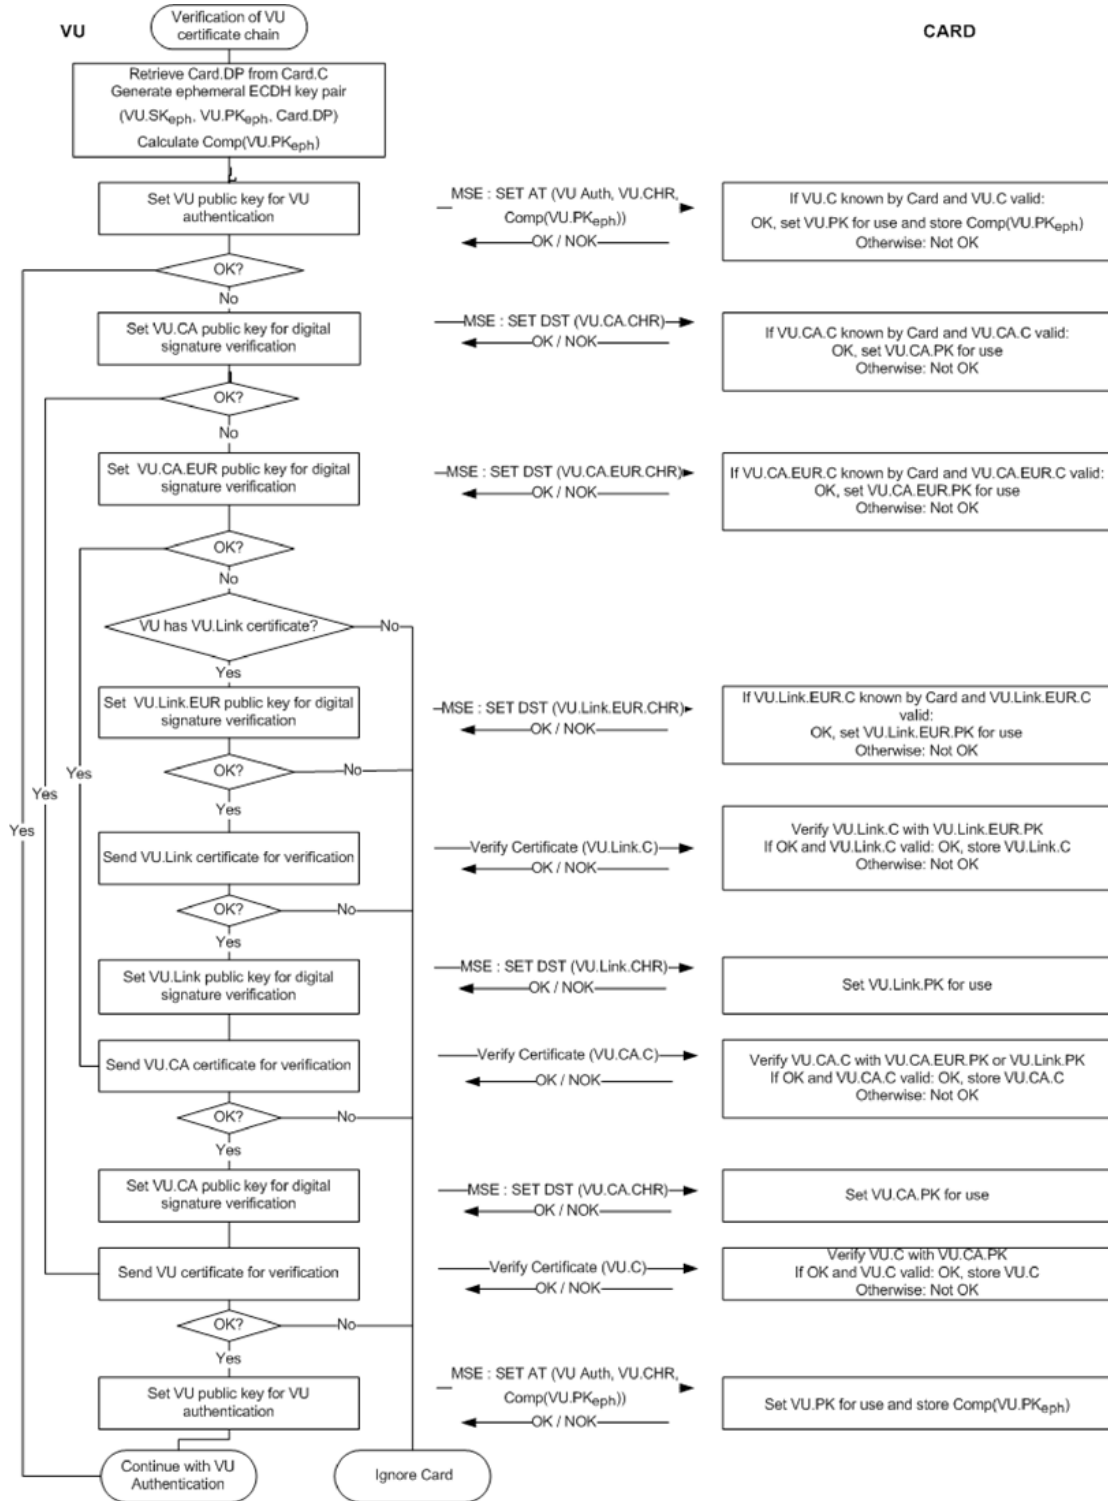 VU
Verification of VU
certificate chain
CARD
Retrieve Card.DP from Card.C
Generate ephemeral ECDH key pair
(VU.SKeph, VU.PKeph, Card.DP)
Calculate Comp(VU.PKeph)
Set VU public key for VU
authentication
MSE : SET AT (VU Auth, VU.CHR,
Comp(VU.PKeph))
OK / NOK
If VU.C known by Card and VU.C valid:
OK, set VU.PK for use and store Comp(VU.PKeph)
Otherwise: Not OK
OK?
No
Set VU.CA public key for digital
signature verification
MSE : SET DST (VU.CA.CHR)
OK / NOK
If VU.CA.C known by Card and VU.CA.C valid:
OK, set VU.CA.PK for use
Otherwise: Not OK
OK?
No
Set VU.CA.EUR public key for digital
signature verification
MSE : SET DST (VU.CA.EUR.CHR)
OK / NOK
If VU.CA.EUR.C known by Card and VU.CA.EUR.C valid:
OK, set VU.CA.EUR.PK for use
Otherwise: Not OK
OK?
No
VU has VU.Link certificate?
No
Yes
Set VU.Link.EUR public key for digital
signature verification
MSE : SET DST (VU.Link.EUR.CHR)
OK / NOK
If VU.Link.EUR.C known by Card and VU.Link.EUR.C
valid:
OK, set VU.Link.EUR.PK for use
Otherwise: Not OK
OK?
No
Yes
Yes
Yes
Yes
Send VU.Link certificate for verification
Verify Certificate (VU.Link.C)
OK / NOK
Verify VU.Link.C with VU.Link.EUR.PK
If OK and VU.Link.C valid: OK, store VU.Link.C
Otherwise: Not OK
OK?
No
Yes
Set VU.Link public key for digital
signature verification
MSE : SET DST (VU.Link.CHR)
OK / NOK
Set VU.Link.PK for use
Send VU.CA certificate for verification
Verify Certificate (VU.CA.C)
OK / NOK
Verify VU.CA.C with VU.CA.EUR.PK or VU.Link.PK
If OK and VU.CA.C valid: OK, store VU.CA.C
Otherwise: Not OK
OK?
No
Yes
Set VU.CA public key for digital
signature verification
MSE : SET DST (VU.CA.CHR)
OK / NOK
Set VU.CA.PK for use
Send VU certificate for verification
Verify Certificate (VU.C)
OK / NOK
Verify VU.C with VU.CA.PK
If OK and VU.C valid: OK, store VU.C
Otherwise: Not OK
OK?
No
Yes
Set VU public key for VU
authentication
MSE : SET AT (VU Auth, VU.CHR,
Comp(VU.PKeph))
OK / NOK
Set VU.PK for use and store Comp(VU.PKeph)
Continue with VU
Authentication
Ignore Card